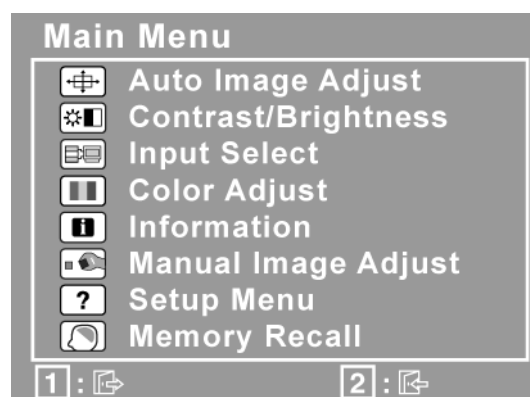 Main Menu
Auto Image Adjust
Contrast/Brightness
Input Select
Color Adjust
i Information
Manual Image Adjust
? Setup Menu
Memory Recall
1 : 2 :